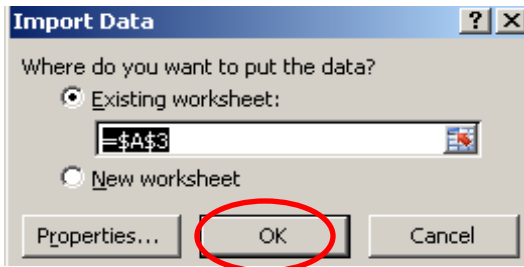 Import Data
Where do you want to put the data?
Existing worksheet:
=$A$3
New worksheet
Properties... OK Cancel